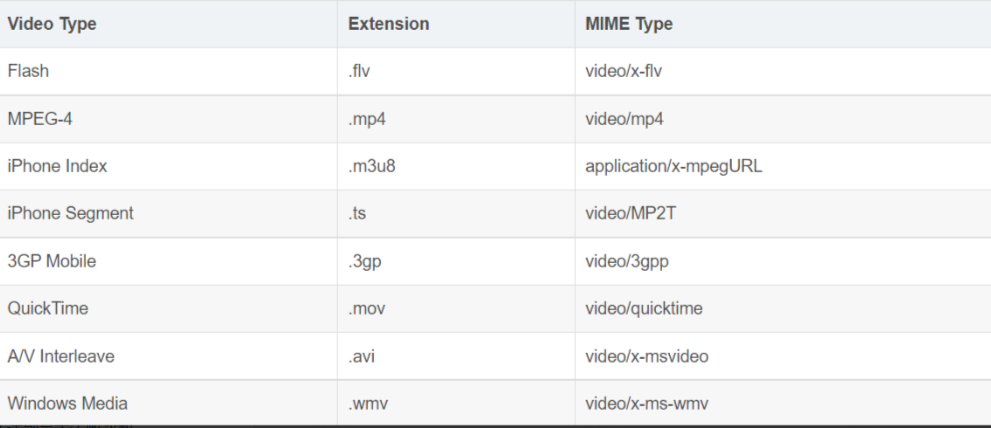 Video Type Extension MIME Type
Flash .flv video/x-flv
MPEG-4 .mp4 video/mp4
iPhone Index .m3u8 application/x-mpegURL
iPhone Segment .ts video/MP2T
3GP Mobile .3gp video/3gpp
QuickTime .mov video/quicktime
A/V Interleave .avi video/x-msvideo
Windows Media .wmv video/x-ms-wmv